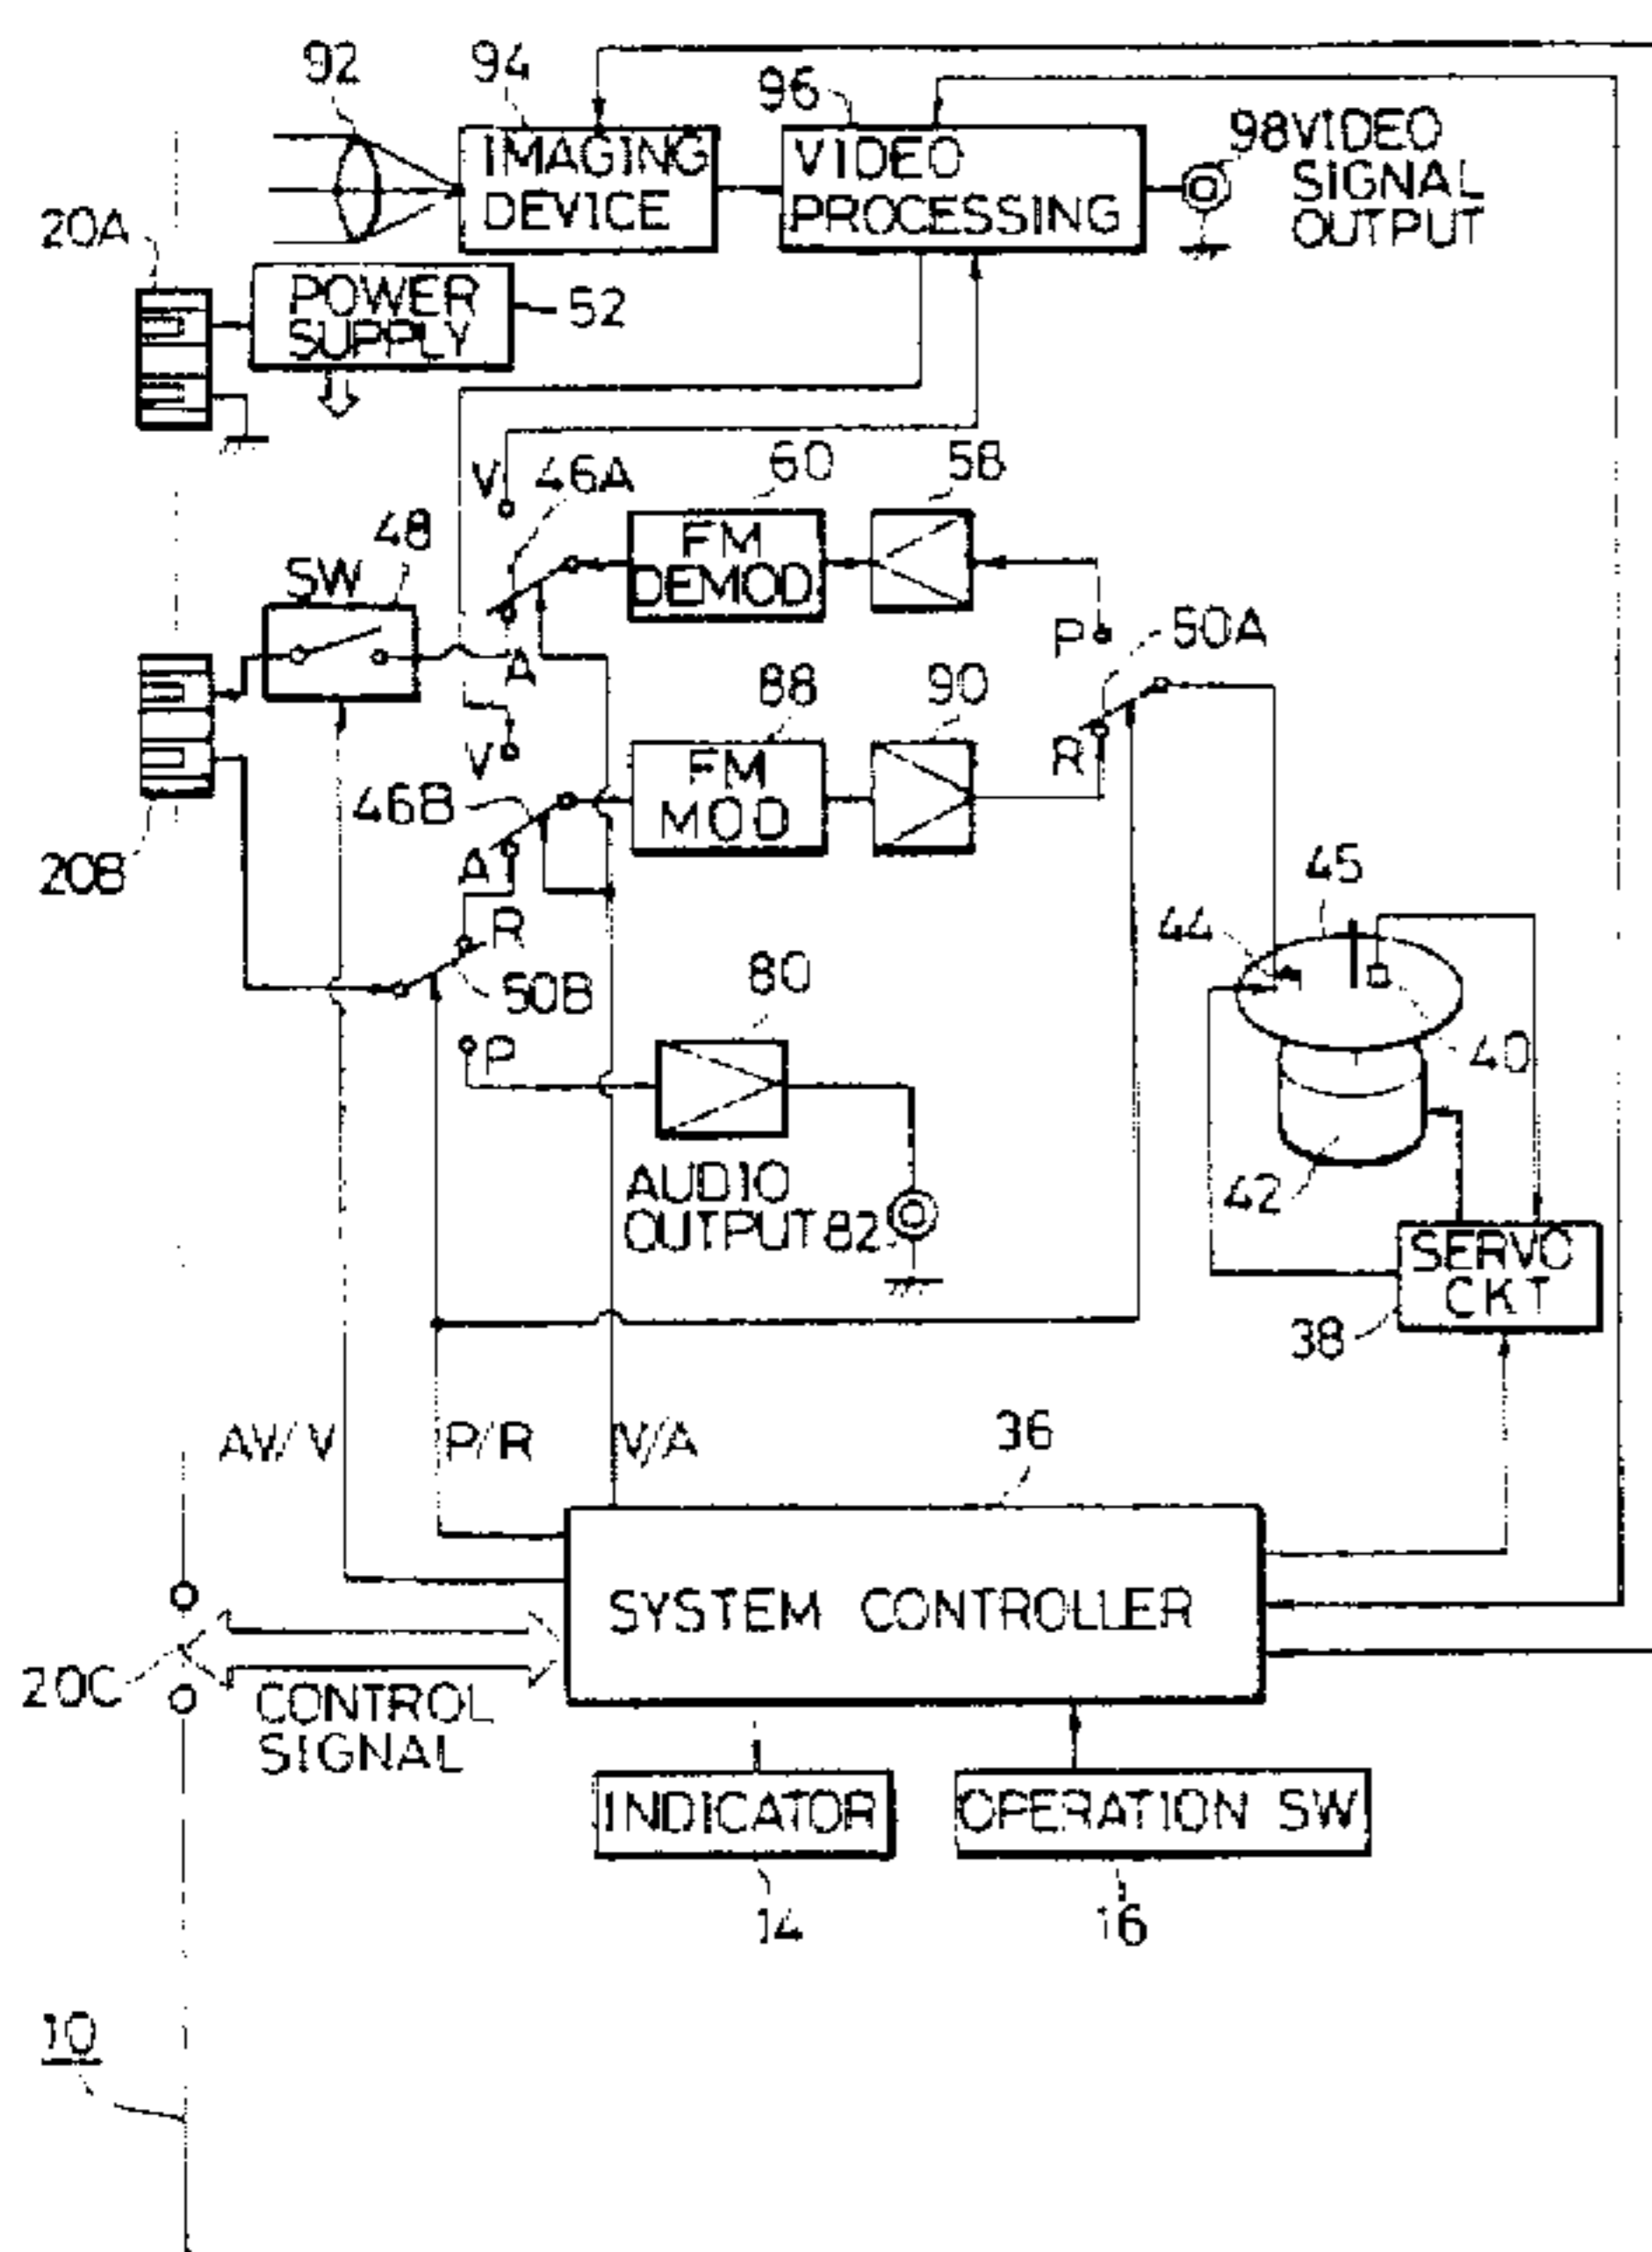 92
94
96
98 VIDEO
SIGNAL
OUTPUT
IMAGING
DEVICE
VIDEO
PROCESSING
20A
POWER
SUPPLY
52
V
46A
60
58
48
SW
FM
DEMOD.
P
50A
A
88
90
V
R
FM
MOD
46B
20B
A
45
44
R
50B
80
P
40
AUDIO
OUTPUT 82
42
SERVO
CKT
38
AV/V
P/R
V/A
36
SYSTEM CONTROLLER
20C
CONTROL
SIGNAL
INDICATOR
OPERATION SW
14
16
10